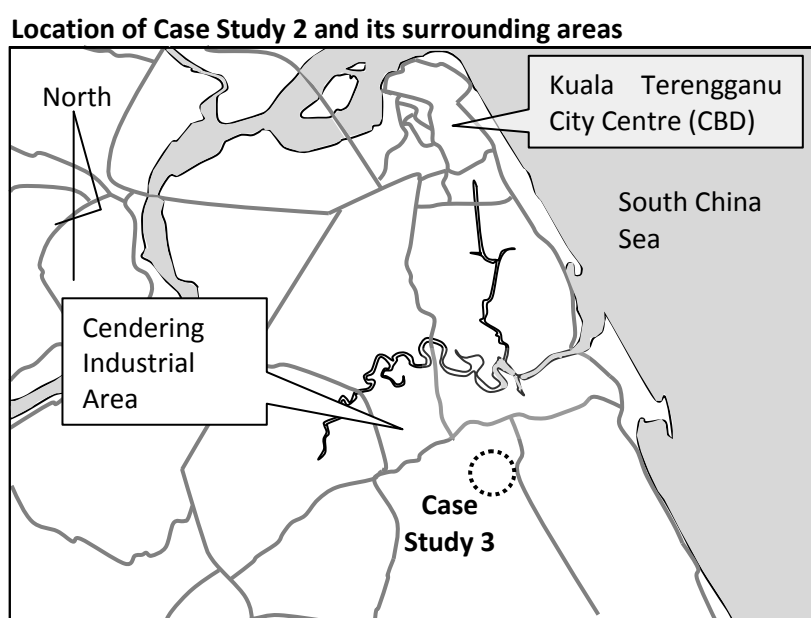 Location of Case Study 2 and its surrounding areas
North
Kuala Terengganu
City Centre (CBD)
South China
Sea
Cendering
Industrial
Area
Case
Study 3